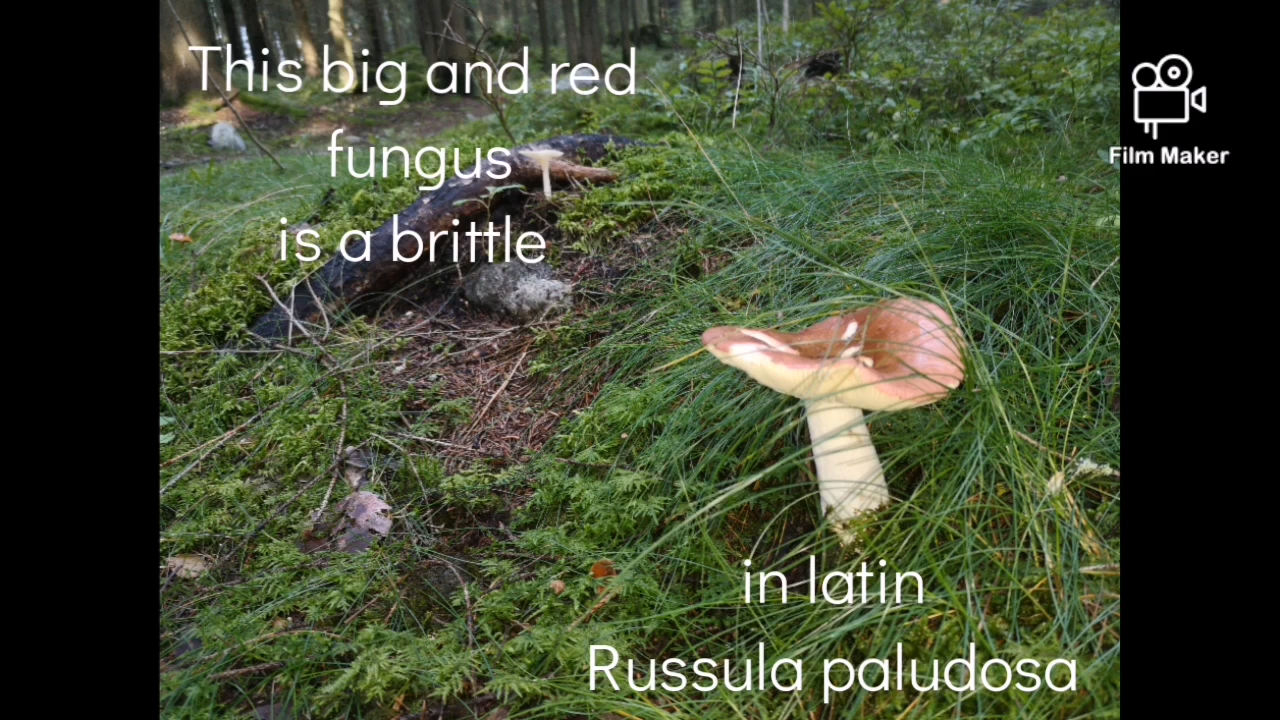 This big and red
fungus
is a brittle
Film Maker
in latin
Russula paludosa